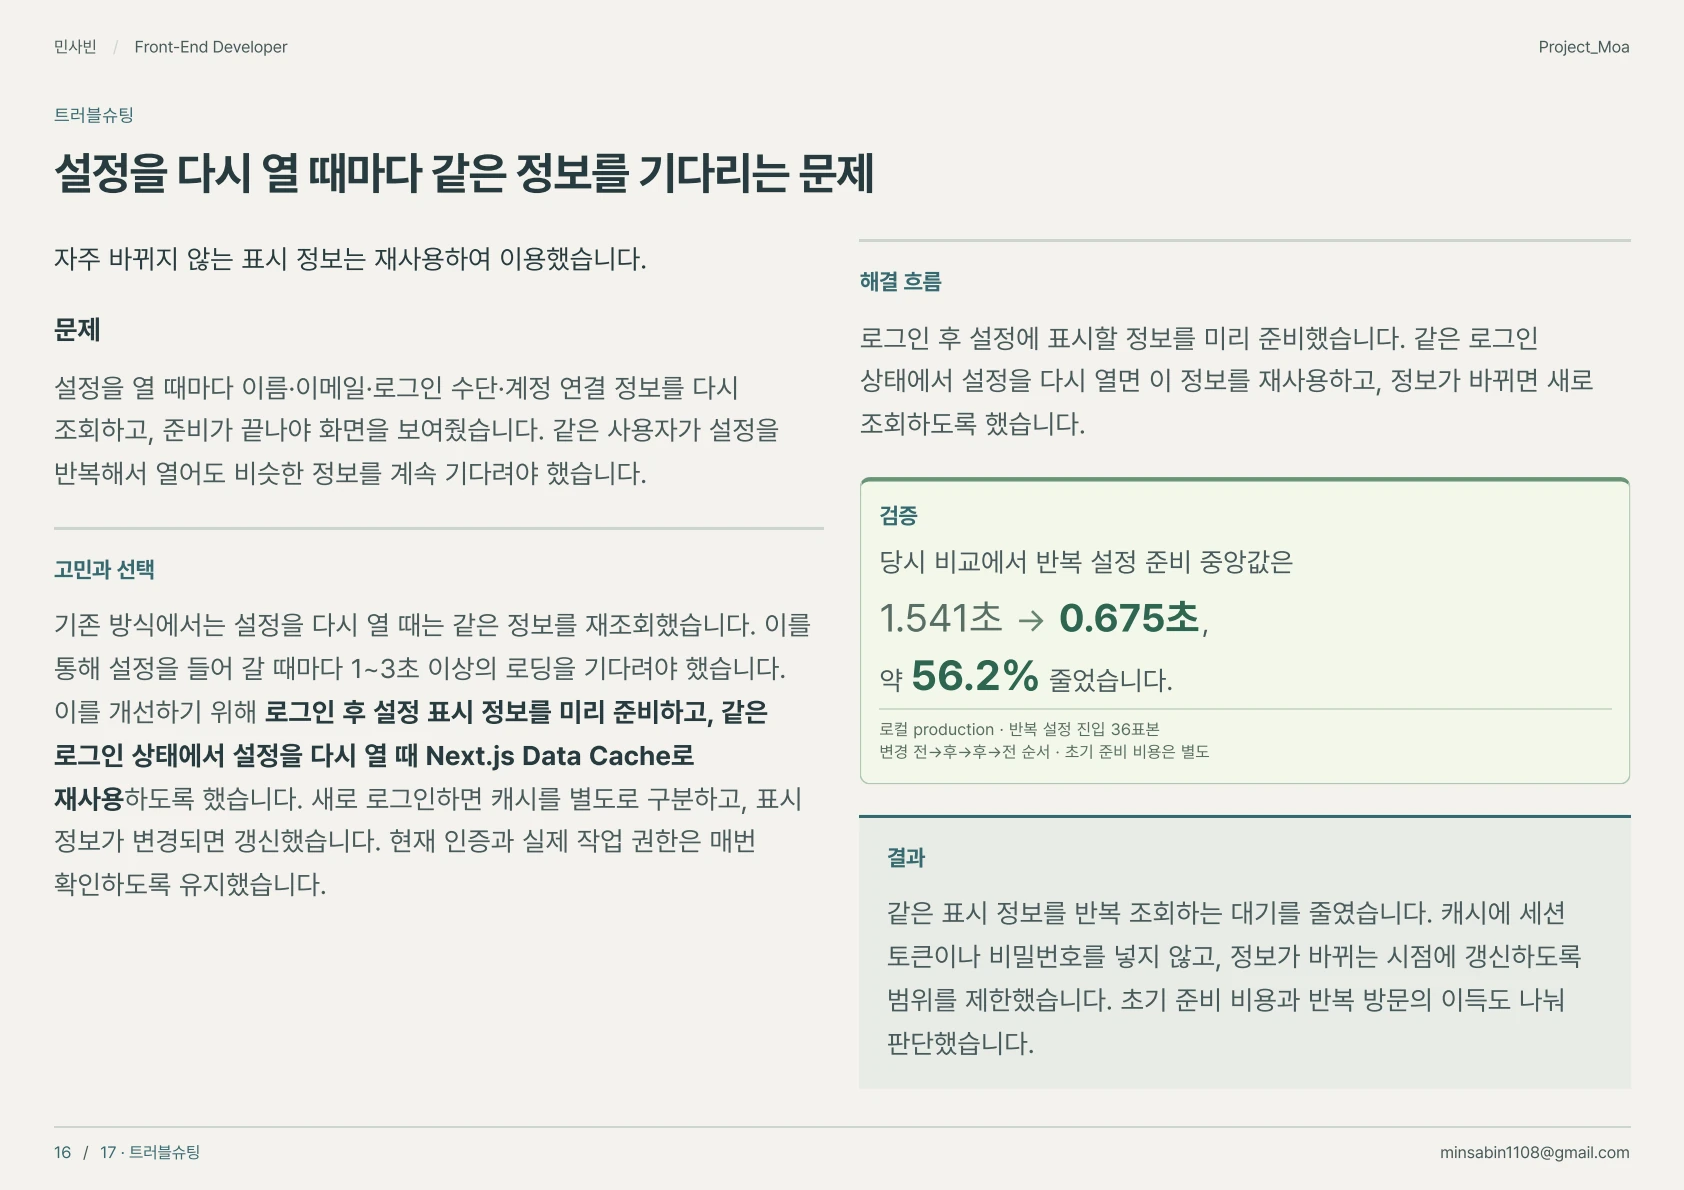 민사빈 / Front-End Developer
Project_Moa
트러블슈팅
설정을 다시 열 때마다 같은 정보를 기다리는 문제
자주 바뀌지 않는 표시 정보는 재사용하여 이용했습니다.
문제
설정을 열 때마다 이름·이메일·로그인 수단·계정 연결 정보를 다시
조회하고, 준비가 끝나야 화면을 보여줬습니다. 같은 사용자가 설정을
반복해서 열어도 비슷한 정보를 계속 기다려야 했습니다.
고민과 선택
기존 방식에서는 설정을 다시 열 때는 같은 정보를 재조회했습니다. 이를
통해 설정을 들어 갈 때마다 1~3초 이상의 로딩을 기다려야 했습니다.
이를 개선하기 위해 로그인 후 설정 표시 정보를 미리 준비하고, 같은
로그인 상태에서 설정을 다시 열 때 Next.js Data Cache로
재사용하도록 했습니다. 새로 로그인하면 캐시를 별도로 구분하고, 표시
정보가 변경되면 갱신했습니다. 현재 인증과 실제 작업 권한은 매번
확인하도록 유지했습니다.
해결 흐름
로그인 후 설정에 표시할 정보를 미리 준비했습니다. 같은 로그인
상태에서 설정을 다시 열면 이 정보를 재사용하고, 정보가 바뀌면 새로
조회하도록 했습니다.
검증
당시 비교에서 반복 설정 준비 중앙값은
1.541초 → 0.675초,
약 56.2% 줄었습니다.
로컬 production · 반복 설정 진입 36표본
변경 전→후→후→전 순서 · 초기 준비 비용은 별도
결과
같은 표시 정보를 반복 조회하는 대기를 줄였습니다. 캐시에 세션
토큰이나 비밀번호를 넣지 않고, 정보가 바뀌는 시점에 갱신하도록
범위를 제한했습니다. 초기 준비 비용과 반복 방문의 이득도 나눠
판단했습니다.
16 / 17 · 트러블슈팅
minsabin1108@gmail.com